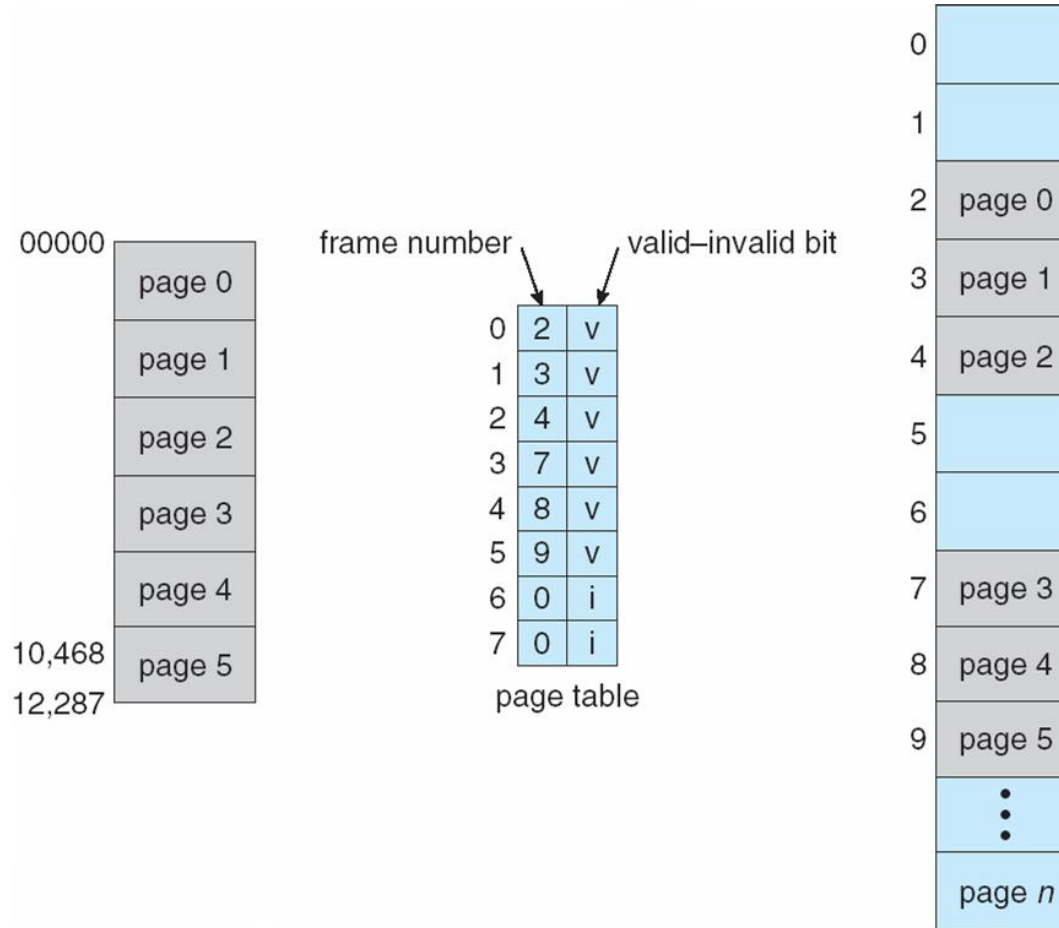 00000
page 0
page 1
page 2
page 3
page 4
10,468
page 5
12,287
frame number
valid–invalid bit
0 2 v
1 3 v
2 4 v
3 7 v
4 8 v
5 9 v
6 0 i
7 0 i
page table
0
1
2 page 0
3 page 1
4 page 2
5
6
7 page 3
8 page 4
9 page 5
page n